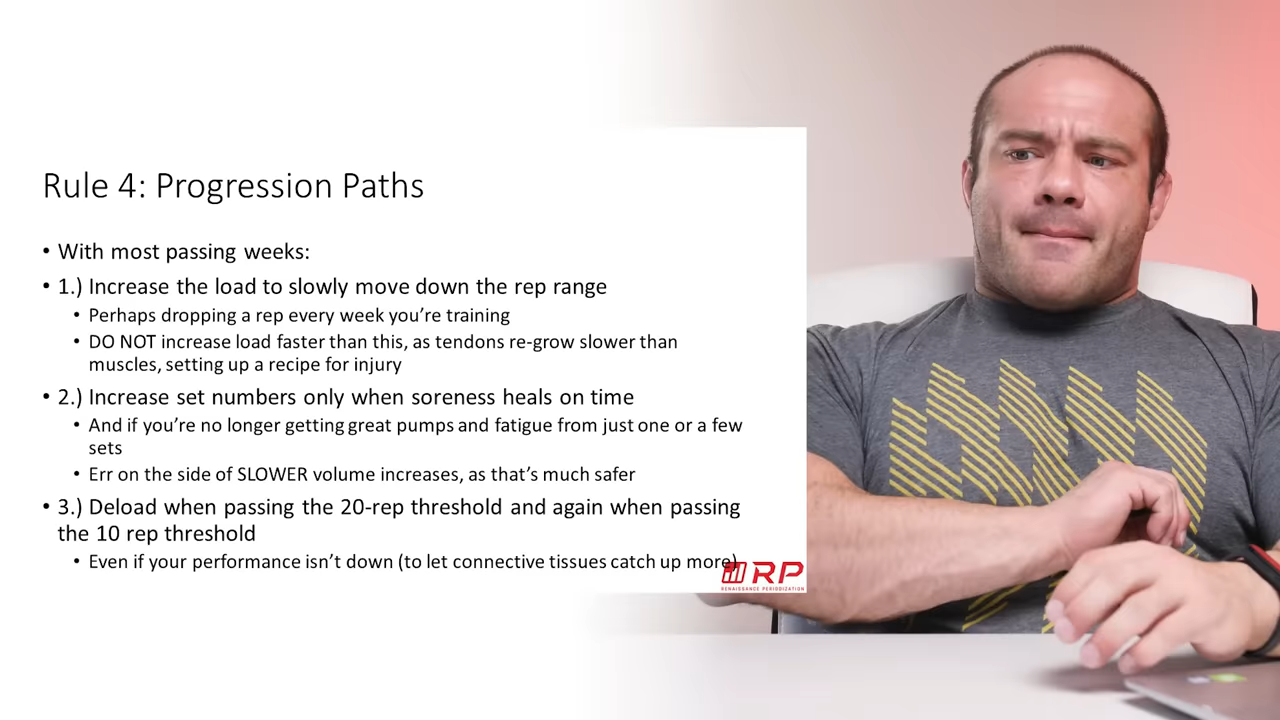 Rule 4: Progression Paths
• With most passing weeks:
• 1.) Increase the load to slowly move down the rep range
• Perhaps dropping a rep every week you're training
• DO NOT increase load faster than this, as tendons re-grow slower than
muscles, setting up a recipe for injury
• 2.) Increase set numbers only when soreness heals on time
• And if you're no longer getting great pumps and fatigue from just one or a few
sets
• Err on the side of SLOWER volume increases, as that's much safer
• 3.) Deload when passing the 20-rep threshold and again when passing
the 10 rep threshold
• Even if your performance isn't down (to let connective tissues catch up more)
RP
RENAISSANCE PERIODIZATION